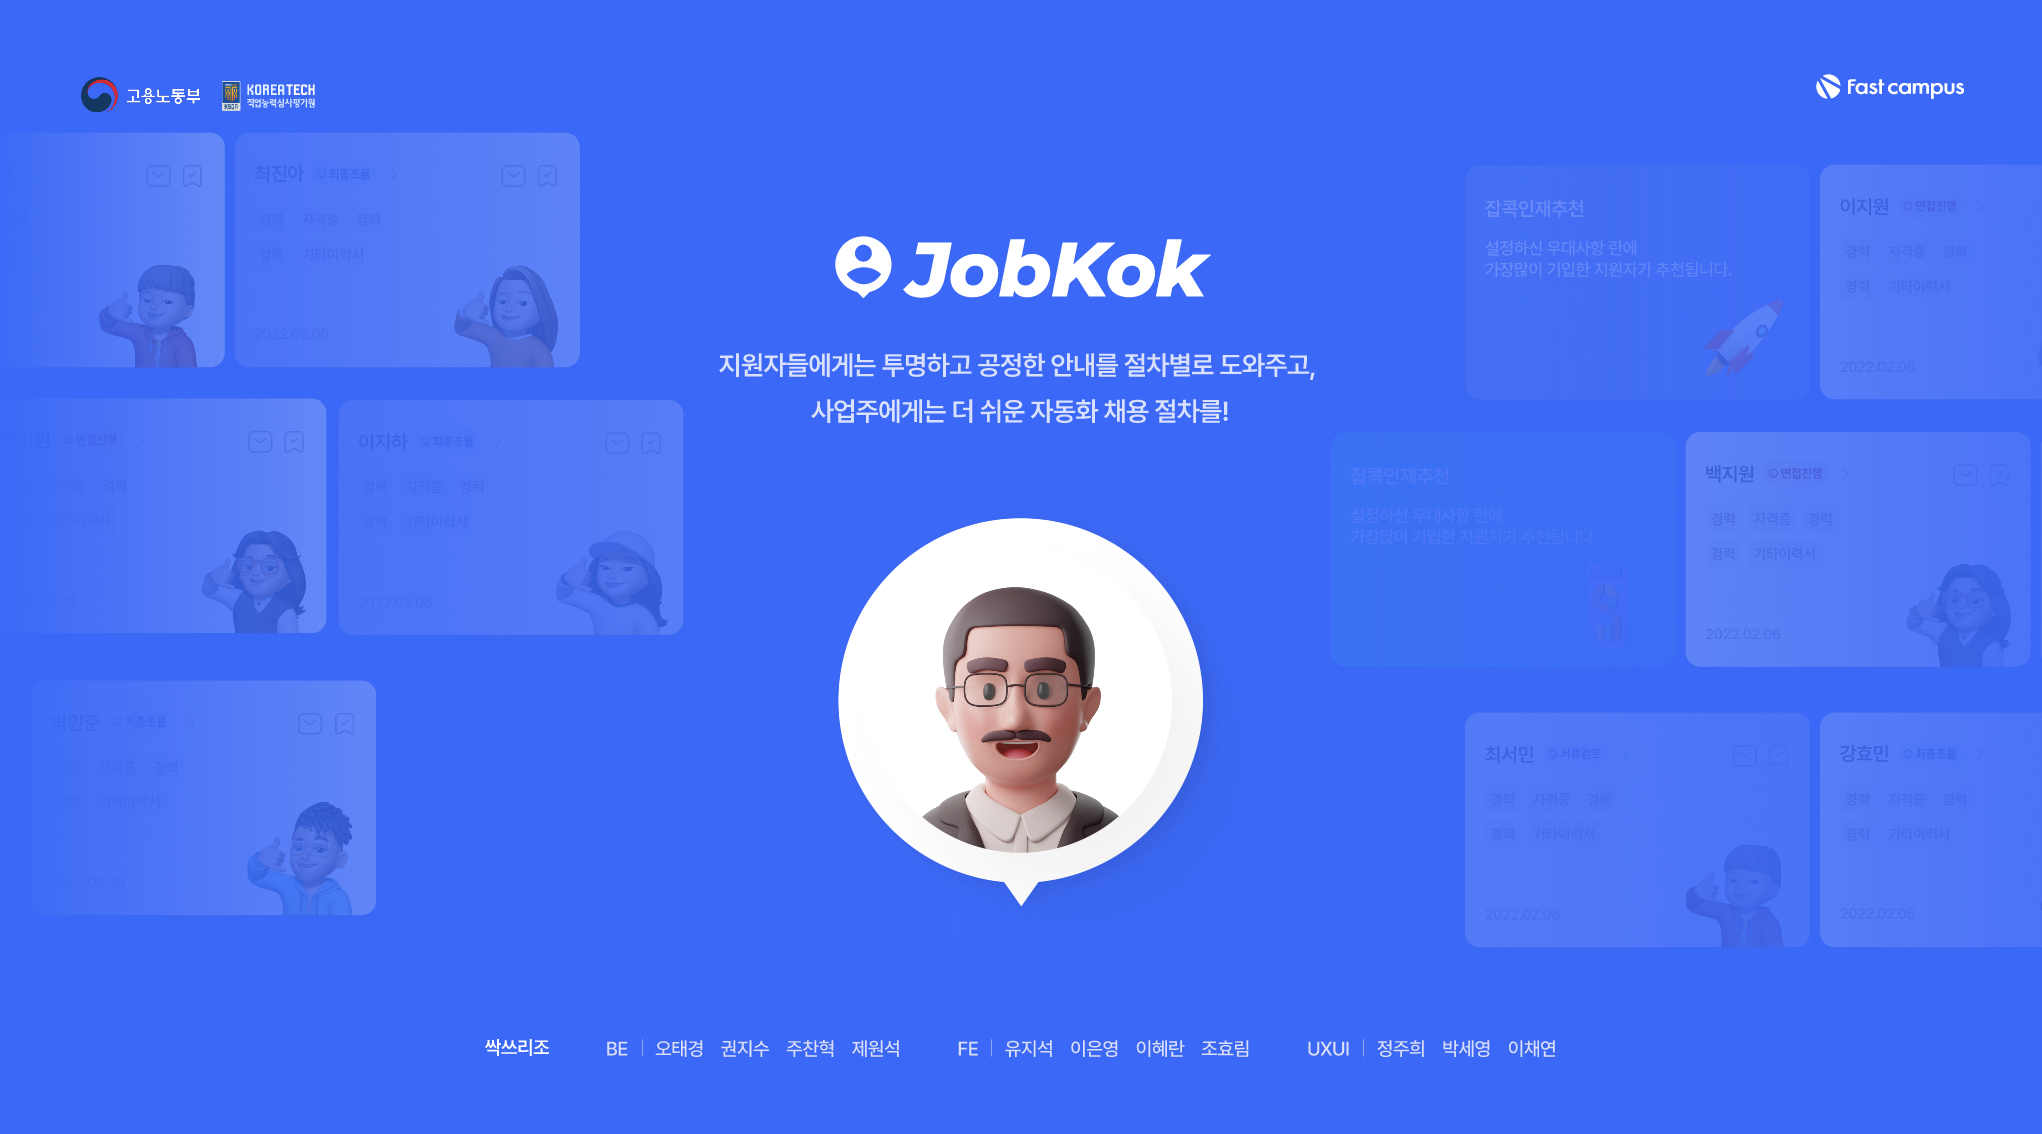 고용노동부
KOREATECH
직업능력심사평가원
Fast campus
최진아 최종조율
경력 자격증 경력
경력 기타이력서
2022.02.06
잡콕인재추천
설정하신 우대사항 란에
가장많이 기입한 지원자가 추천됩니다.
이지원 면접진행
경력 자격증 경력
경력 기타이력서
2022.02.06
JobKok
지원자들에게는 투명하고 공정한 안내를 절차별로 도와주고,
사업주에게는 더 쉬운 자동화 채용 절차를!
지원 면접진행
자격증 경력
기타이력서
이지하 최종조율
경력 자격증 경력
경력 기타이력서
2022.02.06
잡콕인재추천
설정하신 우대사항 란에
가장많이 기입한 지원자가 추천됩니다.
백지원 면접진행
경력 자격증 경력
경력 기타이력서
2022.02.06
박민준 최종조율
경력 자격증 경력
경력 기타이력서
최서민 서류검토
경력 자격증 경력
경력 기타이력서
2022.02.06
강효민 최종조율
경력 자격증 경력
경력 기타이력서
2022.02.06
싹쓰리조 BE 오태경 권지수 주찬혁 제원석 FE 유지석 이은영 이혜란 조효림 UXUI 정주희 박세영 이채연